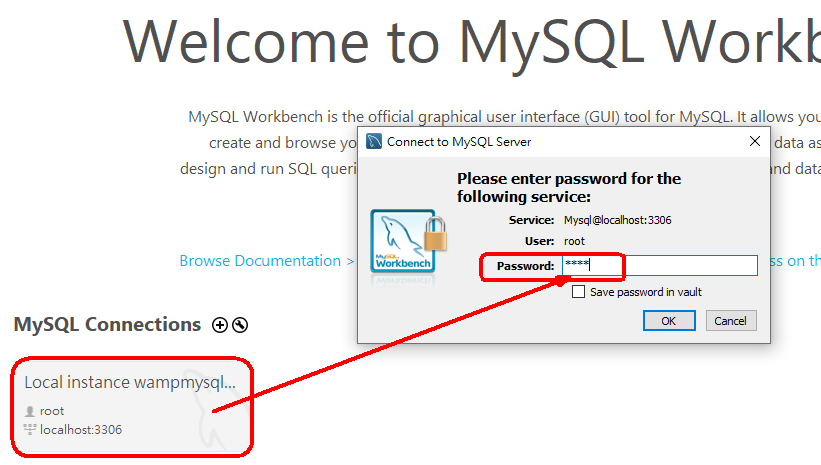 Welcome to MySQL Workb
MySQL Workbench is the official graphical user interface (GUI) tool for MySQL. It allows you
create and browse yo
data as
design and run SQL querie
and data
Connect to MySQL Server
Please enter password for the
following service:
Service: Mysql@localhost:3306
User: root
Password: ****
Save password in vault
OK Cancel
MySQL
Workbench
Browse Documentation >
ss on th
MySQL Connections
Local instance wampmysql...
root
localhost:3306